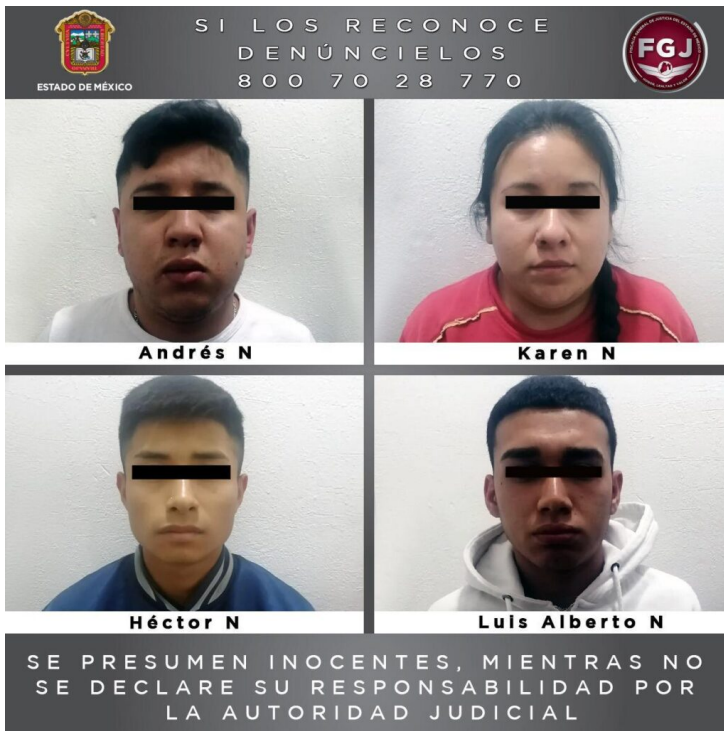 SI LOS RECONOCE
DENÚNCIELOS
800 70 28 770
ESTADO DE MÉXICO
FGJ
Andrés N
Karen N
Héctor N
Luis Alberto N
SE PRESUMEN INOCENTES, MIENTRAS NO
SE DECLARE SU RESPONSABILIDAD POR
LA AUTORIDAD JUDICIAL